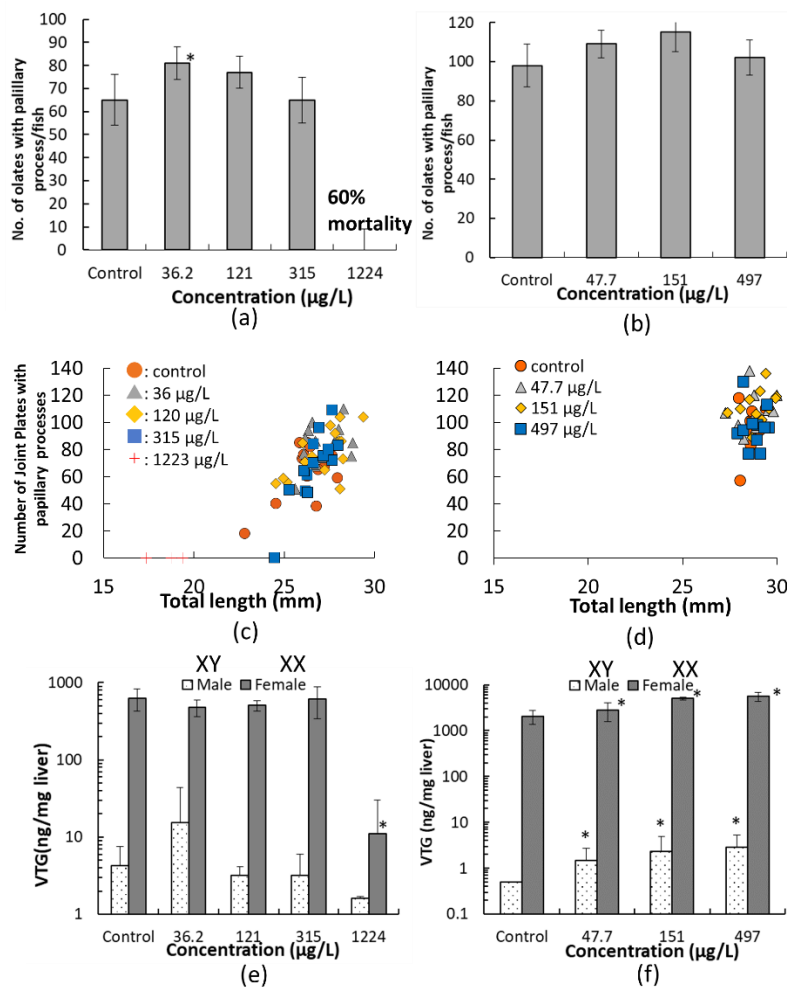 No. of olates with palillary
process/fish
100
90
80
70
60
50
40
30
20
10
0
*
60%
mortality
Control
36.2
121
315
1224
Concentration (µg/L)
(a)
No. of olates with palillary
process/fish
120
100
80
60
40
20
0
Control
47.7
151
497
Concentration (µg/L)
(b)
Number of Joint Plates with
papillary processes
140
120
100
80
60
40
20
0
: control
: 36 µg/L
: 120 µg/L
: 315 µg/L
: 1223 µg/L
15
20
25
30
Total length (mm)
(c)
140
120
100
80
60
40
20
0
control
47.7 µg/L
151 µg/L
497 µg/L
15
20
25
30
Total length (mm)
(d)
XY
XX
Male
Female
VTG(ng/mg liver)
1000
100
10
1
*
Control
36.2
121
315
1224
Concentration (µg/L)
(e)
XY
XX
Male
Female
VTG (ng/mg liver)
10000
1000
100
10
1
0.1
*
*
*
*
*
*
Control
47.7
151
497
Concentration (µg/L)
(f)